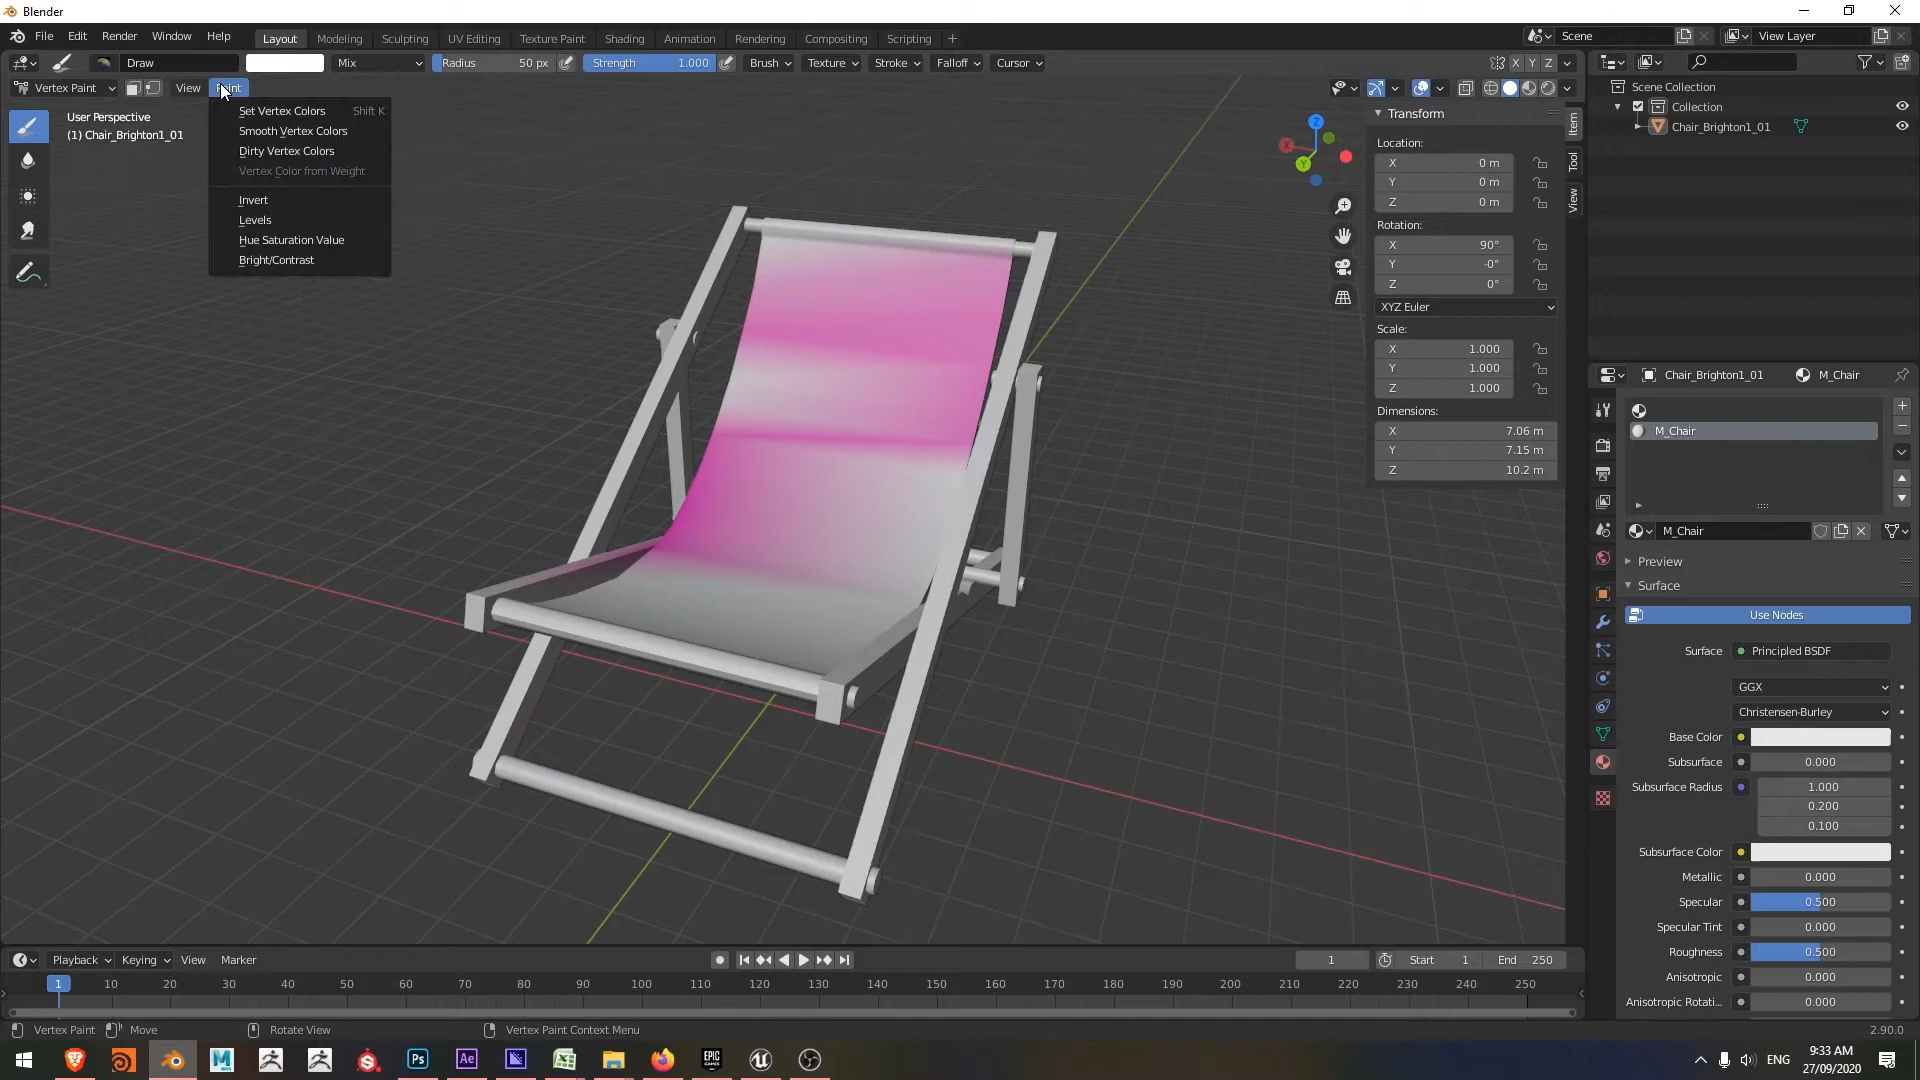 Blender
File Edit Render Window Help
Layout Modeling Sculpting UV Editing Texture Paint Shading Animation Rendering Compositing Scripting +
Scene View Layer
Draw Mix Radius 50 px Strength 1.000 Brush Texture Stroke Falloff Cursor X Y Z
Vertex Paint View Paint
Set Vertex Colors Shift K
Smooth Vertex Colors
Dirty Vertex Colors
Vertex Color from Weight
Invert
Levels
Hue Saturation Value
Bright/Contrast
User Perspective
(1) Chair_Brighton1_01
Z
X
Y
Transform
Location:
X 0 m
Y 0 m
Z 0 m
Rotation:
X 90°
Y -0°
Z 0°
XYZ Euler
Scale:
X 1.000
Y 1.000
Z 1.000
Dimensions:
X 7.06 m
Y 7.15 m
Z 10.2 m
Item
Tool
View
Scene Collection
Collection
Chair_Brighton1_01
Chair_Brighton1_01 M_Chair
M_Chair
M_Chair
Preview
Surface
Use Nodes
Surface Principled BSDF
GGX
Christensen-Burley
Base Color
Subsurface 0.000
Subsurface Radius 1.000
0.200
0.100
Subsurface Color
Metallic 0.000
Specular 0.500
Specular Tint 0.000
Roughness 0.500
Anisotropic 0.000
Anisotropic Rotati... 0.000
Playback Keying View Marker
1 Start 1 End 250
1 10 20 30 40 50 60 70 80 90 100 110 120 130 140 150 160 170 180 190 200 210 220 230 240 250
Vertex Paint Move Rotate View Vertex Paint Context Menu 2.90.0
M
S
Ps
Ae
EPIC GAMES
ENG
9:33 AM
27/09/2020